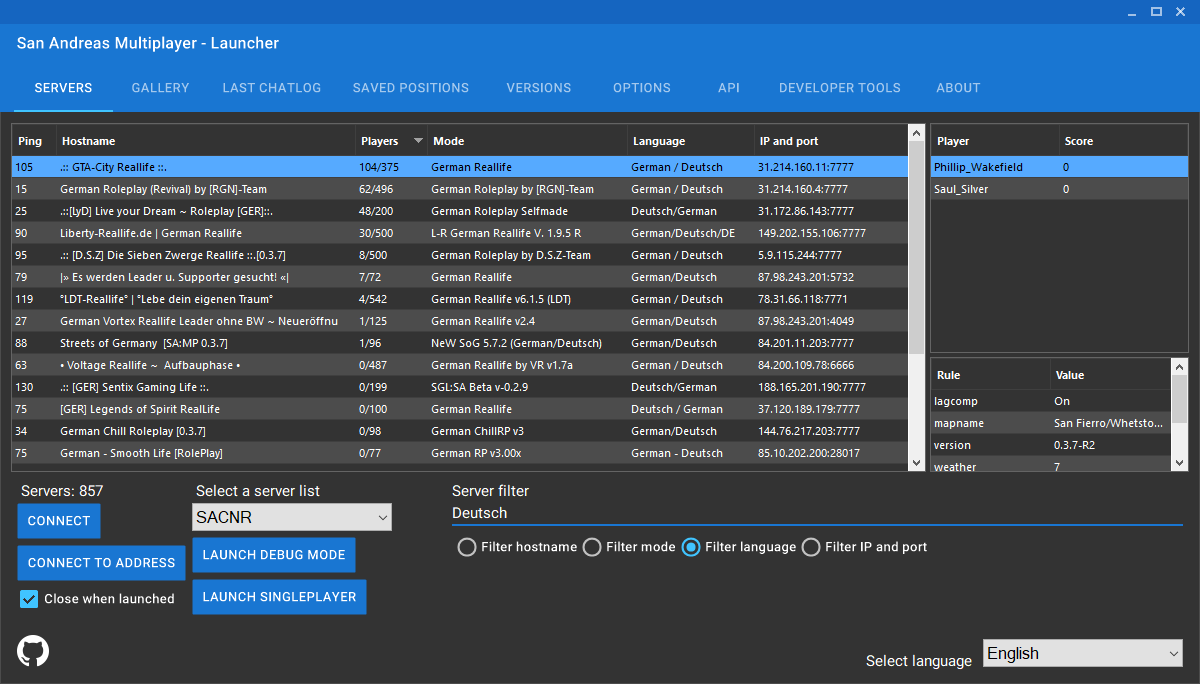 San Andreas Multiplayer - Launcher
SERVERS GALLERY LAST CHATLOG SAVED POSITIONS VERSIONS OPTIONS API DEVELOPER TOOLS ABOUT
Ping Hostname Players Mode Language IP and port
105 .:: GTA-City Reallife ::. 104/375 German Reallife German / Deutsch 31.214.160.11:7777
15 German Roleplay (Revival) by [RGN]-Team 62/496 German Roleplay by [RGN]-Team German / Deutsch 31.214.160.4:7777
25 .::[LyD] Live your Dream ~ Roleplay [GER]::. 48/200 German Roleplay Selfmade Deutsch/German 31.172.86.143:7777
90 Liberty-Reallife.de | German Reallife 30/500 L-R German Reallife V. 1.9.5 R German/Deutsch/DE 149.202.155.106:7777
95 .:: [D.S.Z] Die Sieben Zwerge Reallife ::.[0.3.7] 8/500 German Roleplay by D.S.Z-Team German / Deutsch 5.9.115.244:7777
79 |» Es werden Leader u. Supporter gesucht! «| 7/72 German Reallife German/Deutsch 87.98.243.201:5732
119 °LDT-Reallife° | °Lebe dein eigenen Traum° 4/542 German Reallife v6.1.5 (LDT) German / Deutsch 78.31.66.118:7771
27 German Vortex Reallife Leader ohne BW ~ Neueröffnu 1/125 German Reallife v2.4 German/Deutsch 87.98.243.201:4049
88 Streets of Germany [SA:MP 0.3.7] 1/96 NeW SoG 5.7.2 (German/Deutsch) German/Deutsch 84.201.11.203:7777
63 • Voltage Reallife ~ Aufbauphase • 0/487 German Reallife by VR v1.7a German/Deutsch 84.200.109.78:6666
130 .:: [GER] Sentix Gaming Life ::. 0/199 SGL:SA Beta v-0.2.9 Deutsch/German 188.165.201.190:7777
75 [GER] Legends of Spirit RealLife 0/100 German Reallife Deutsch / German 37.120.189.179:7777
34 German Chill Roleplay [0.3.7] 0/98 German ChillRP v3 German/Deutsch 144.76.217.203:7777
75 German - Smooth Life [RolePlay] 0/77 German RP v3.00x German - Deutsch 85.10.202.200:28017
Player Score
Phillip_Wakefield 0
Saul_Silver 0
Rule Value
lagcomp On
mapname San Fierro/Whetsto...
version 0.3.7-R2
weather 7
Servers: 857
CONNECT
CONNECT TO ADDRESS
Close when launched
Select a server list
SACNR
LAUNCH DEBUG MODE
LAUNCH SINGLEPLAYER
Server filter
Deutsch
Filter hostname Filter mode Filter language Filter IP and port
Select language English